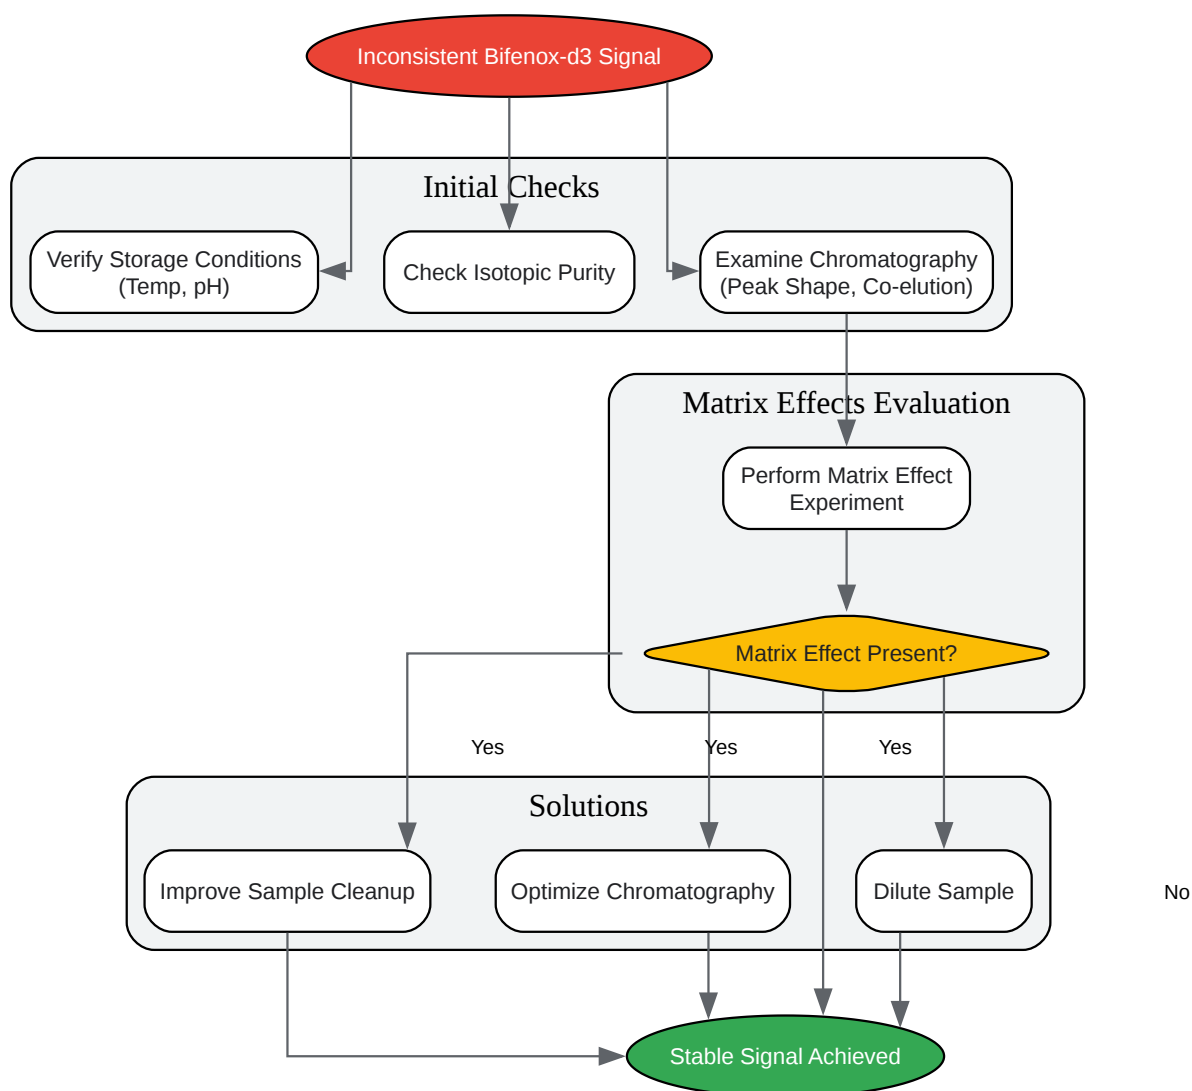 Inconsistent Bifenox-d3 Signal
Initial Checks
Verify Storage Conditions
(Temp, pH)
Check Isotopic Purity
Examine Chromatography
(Peak Shape, Co-elution)
Matrix Effects Evaluation
Perform Matrix Effect
Experiment
Matrix Effect Present?
Yes
Yes
Yes
Solutions
Improve Sample Cleanup
Optimize Chromatography
Dilute Sample
No
Stable Signal Achieved